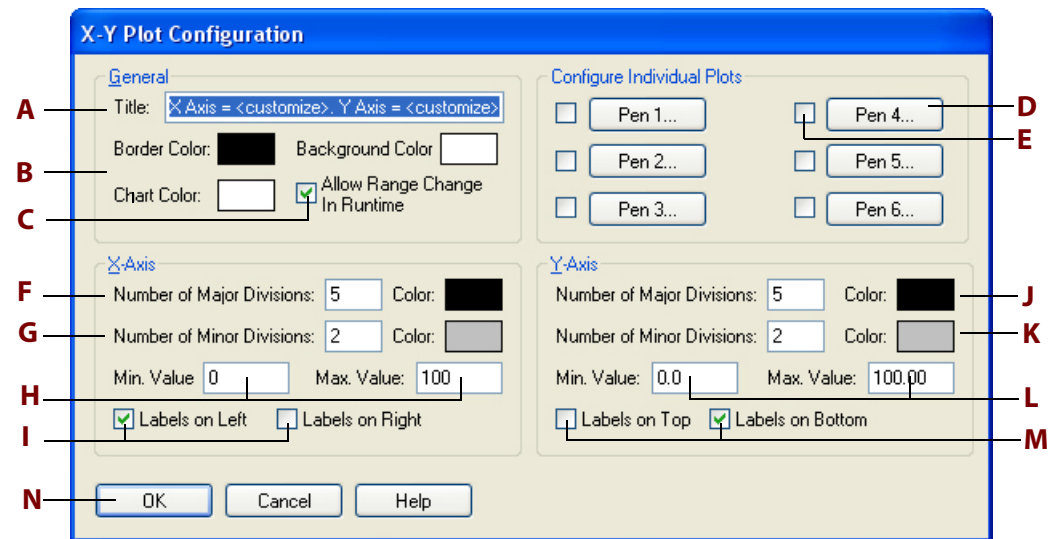 X-Y Plot Configuration
General
A
Title: X Axis = <customize>. Y Axis = <customize>
B
Border Color: Background Color
Chart Color: Allow Range Change In Runtime
C
Configure Individual Plots
Pen 1... Pen 4... D
E
Pen 2... Pen 5...
Pen 3... Pen 6...
X-Axis
F Number of Major Divisions: 5 Color:
G Number of Minor Divisions: 2 Color:
Min. Value 0 Max. Value: 100
H
I Labels on Left Labels on Right
Y-Axis
Number of Major Divisions: 5 Color: J
Number of Minor Divisions: 2 Color: K
Min. Value: 0.0 Max. Value: 100.00
L
Labels on Top Labels on Bottom M
N OK Cancel Help